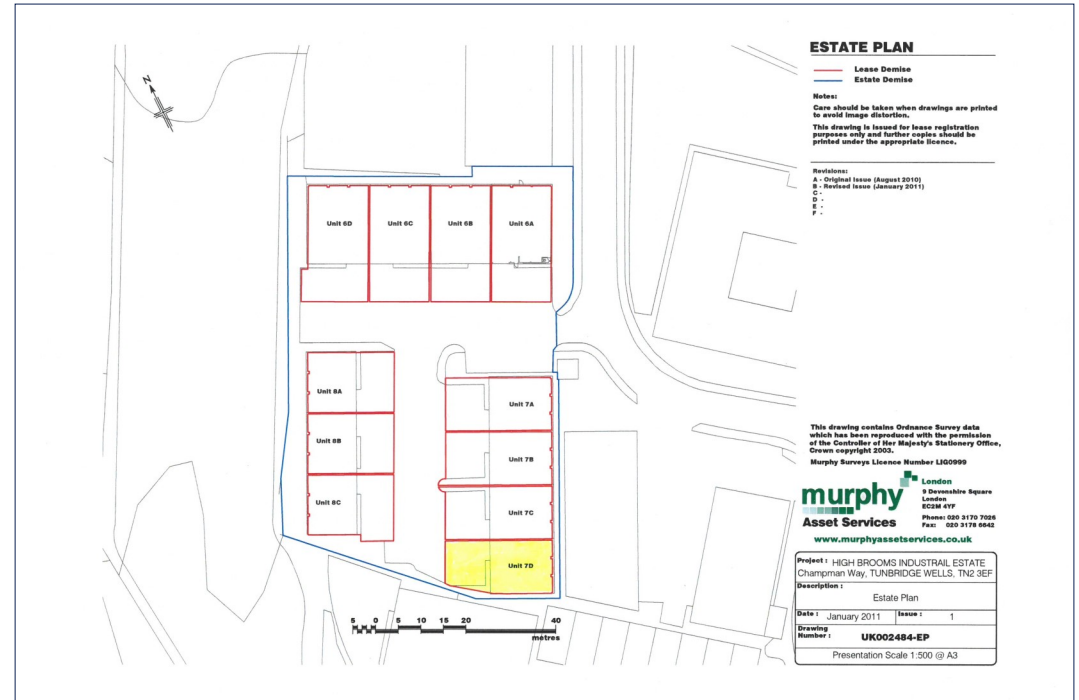 ESTATE PLAN
Lease Demise
Estate Demise
Notes:
Care should be taken when drawings are printed
to avoid image distortion.
This drawing is issued for lease registration
purposes only and further copies should be
printed under the appropriate licence.
Revisions:
A - Original Issue (August 2010)
B - Revised Issue (January 2011)
C -
D -
E -
F -
N
Unit 6D
Unit 6C
Unit 6B
Unit 6A
Unit 8A
Unit 7A
Unit 8B
Unit 7B
Unit 8C
Unit 7C
Unit 7D
5 0 5 10 15 20 40
metres
This drawing contains Ordnance Survey data
which has been reproduced with the permission
of the Controller of Her Majesty's Stationery Office,
Crown copyright 2003.
Murphy Surveys Licence Number LIG0999
murphy
Asset Services
London
9 Devonshire Square
London
EC2M 4YF
Phone: 020 3170 7026
Fax: 020 3178 6642
www.murphyassetservices.co.uk
Project : HIGH BROOMS INDUSTRAIL ESTATE
Champman Way, TUNBRIDGE WELLS, TN2 3EF
Description :
Estate Plan
Date : January 2011 Issue : 1
Drawing
Number : UK002484-EP
Presentation Scale 1:500 @ A3